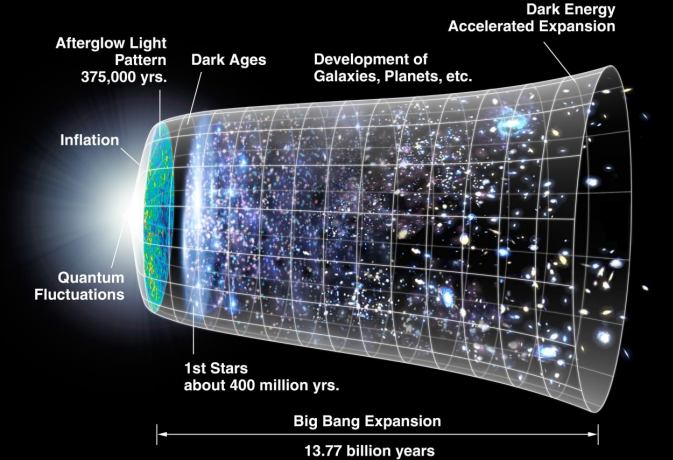 Dark Energy
Accelerated Expansion
Afterglow Light
Pattern
375,000 yrs.
Dark Ages
Development of
Galaxies, Planets, etc.
Inflation
Quantum
Fluctuations
1st Stars
about 400 million yrs.
Big Bang Expansion
13.77 billion years